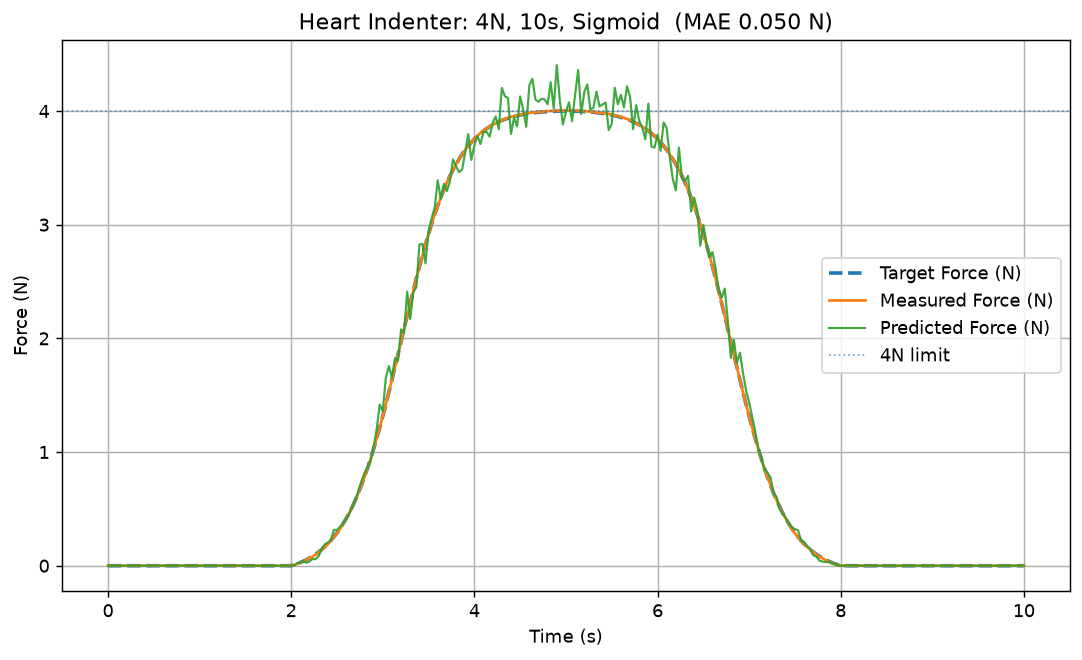 Heart Indenter: 4N, 10s, Sigmoid  (MAE 0.050 N)
Force (N)
4
3
2
1
0
Target Force (N)
Measured Force (N)
Predicted Force (N)
4N limit
0 2 4 6 8 10
Time (s)